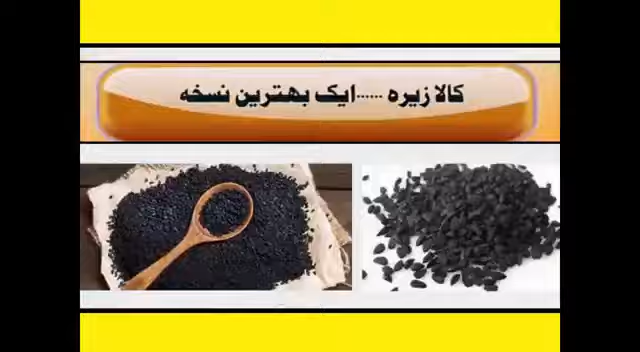 کالا زیرہ ......ایک بہترین نسخہ